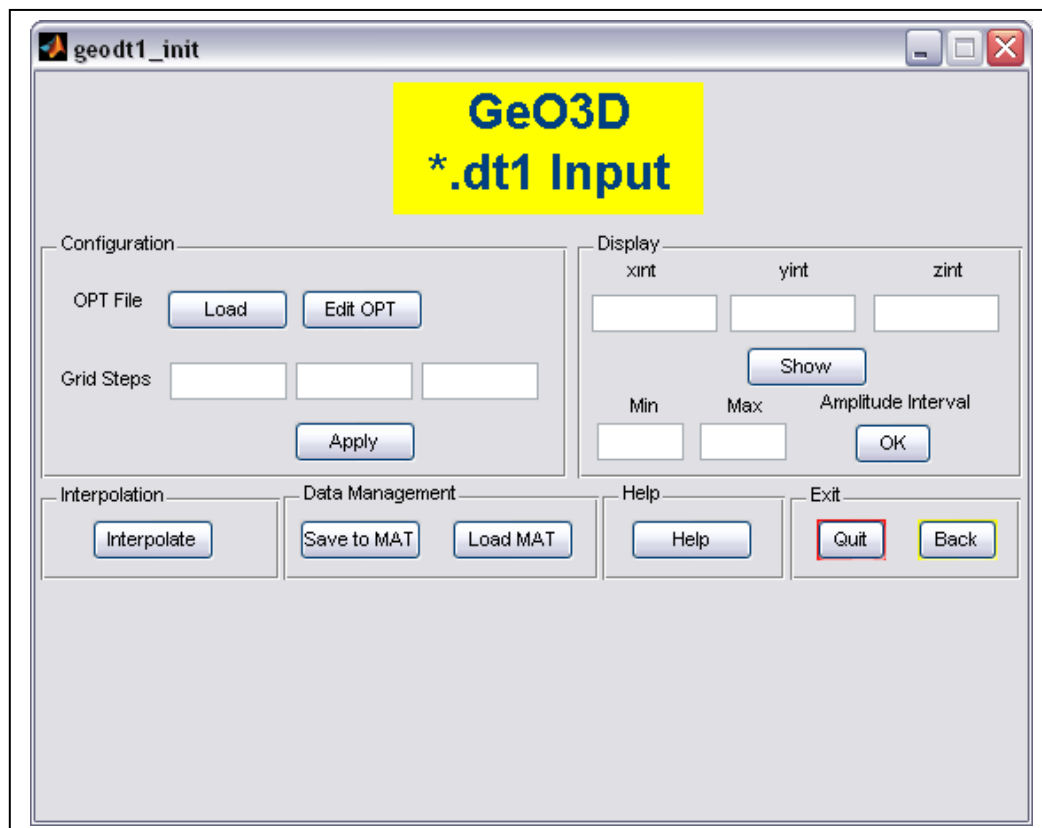 geodt1_init
GeO3D
*.dt1 Input
Configuration
OPT File Load Edit OPT
Grid Steps
Apply
Display
xint yint zint
Show
Min Max Amplitude Interval
OK
Interpolation
Interpolate
Data Management
Save to MAT Load MAT
Help
Help
Exit
Quit Back